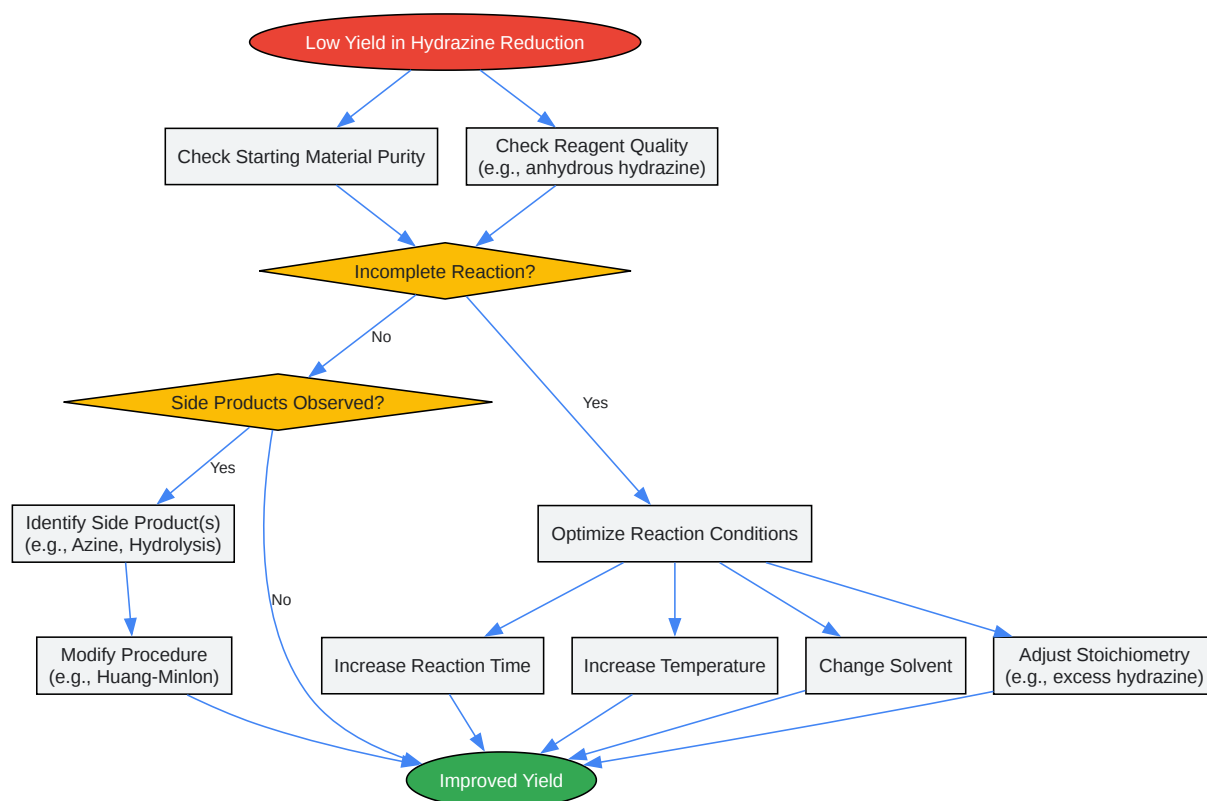 Low Yield in Hydrazine Reduction
Check Starting Material Purity
Check Reagent Quality
(e.g., anhydrous hydrazine)
Incomplete Reaction?
No
Yes
Side Products Observed?
Yes
No
Identify Side Product(s)
(e.g., Azine, Hydrolysis)
Optimize Reaction Conditions
Modify Procedure
(e.g., Huang-Minlon)
Increase Reaction Time
Increase Temperature
Change Solvent
Adjust Stoichiometry
(e.g., excess hydrazine)
Improved Yield